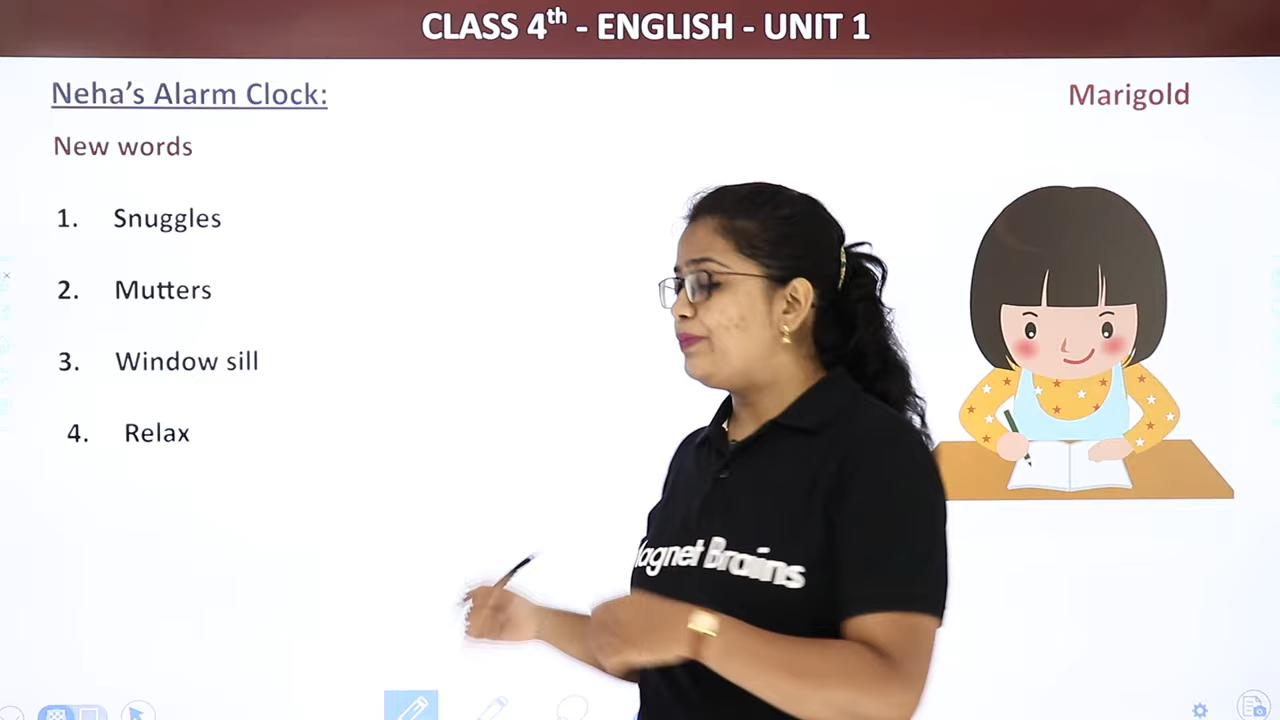 CLASS 4th - ENGLISH - UNIT 1
Neha's Alarm Clock:
Marigold
New words
1. Snuggles
2. Mutters
3. Window sill
4. Relax
Magnet Brains